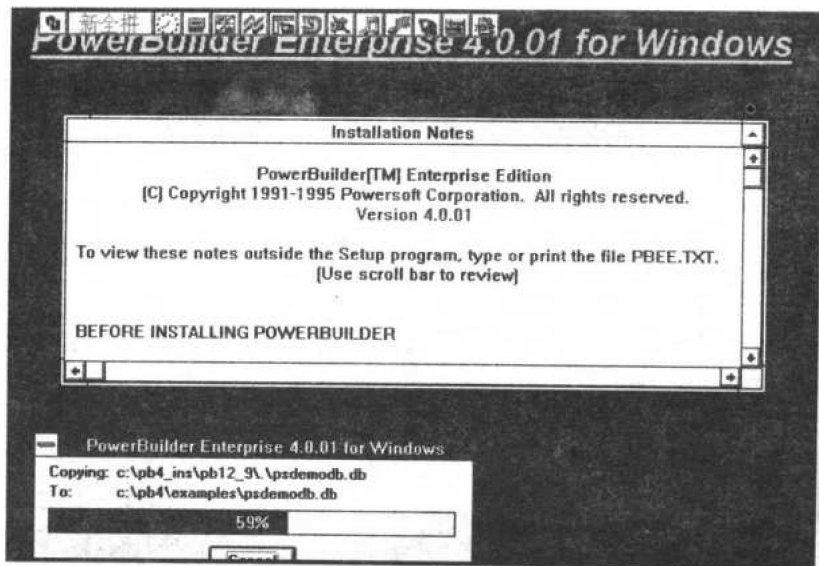 新全拼
PowerBuilder Enterprise 4.0.01 for Windows
Installation Notes
PowerBuilder[TM] Enterprise Edition
(C) Copyright 1991-1995 Powersoft Corporation. All rights reserved.
Version 4.0.01
To view these notes outside the Setup program, type or print the file PBEE.TXT.
(Use scroll bar to review)
BEFORE INSTALLING POWERBUILDER
PowerBuilder Enterprise 4.0.01 for Windows
Copying: c:\pb4_ins\pb12_9\.\psdemodb.db
To: c:\pb4\examples\psdemodb.db
59%
Cancel